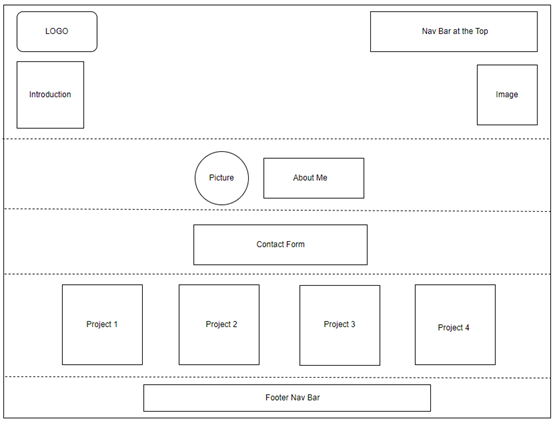 LOGO
Nav Bar at the Top
Introduction
Image
Picture
About Me
Contact Form
Project 1
Project 2
Project 3
Project 4
Footer Nav Bar